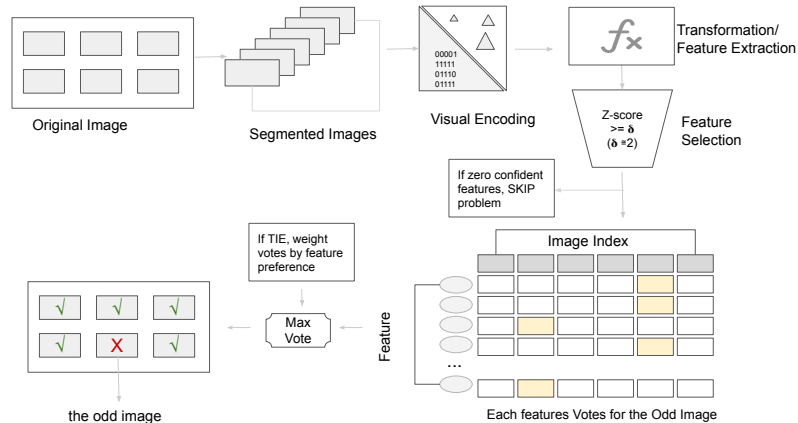 Original Image
Segmented Images
00001
11111
01110
01111
Visual Encoding
fx
Transformation/
Feature Extraction
Z-score
>= δ
(δ ≅2)
Feature
Selection
If zero confident
features, SKIP
problem
Image Index
Feature
...
Each features Votes for the Odd Image
If TIE, weight
votes by feature
preference
Max
Vote
√ √ √
√ X √
the odd image